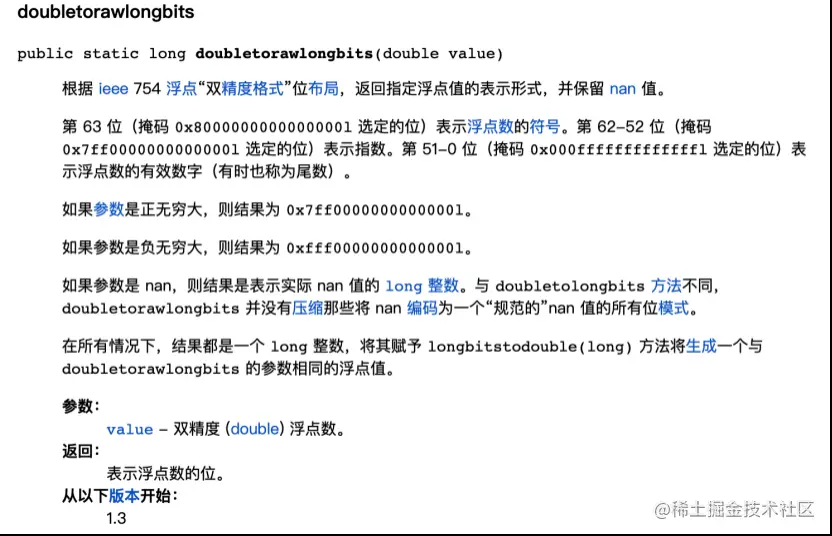 doubletorawlongbits
public static long doubletorawlongbits(double value)
根据 ieee 754 浮点“双精度格式”位布局，返回指定浮点值的表示形式，并保留 nan 值。
第 63 位（掩码 0x8000000000000000l 选定的位）表示浮点数的符号。第 62–52 位（掩码
0x7ff0000000000000l 选定的位）表示指数。第 51–0 位（掩码 0x000fffffffffffffl 选定的位）表
示浮点数的有效数字（有时也称为尾数）。
如果参数是正无穷大，则结果为 0x7ff0000000000000l。
如果参数是负无穷大，则结果为 0xfff0000000000000l。
如果参数是 nan，则结果是表示实际 nan 值的 long 整数。与 doubletolongbits 方法不同，
doubletorawlongbits 并没有压缩那些将 nan 编码为一个“规范的”nan 值的所有位模式。
在所有情况下，结果都是一个 long 整数，将其赋予 longbitstodouble(long) 方法将生成一个与
doubletorawlongbits 的参数相同的浮点值。
参数：
value – 双精度 (double) 浮点数。
返回：
表示浮点数的位。
从以下版本开始：
1.3
@稀土掘金技术社区